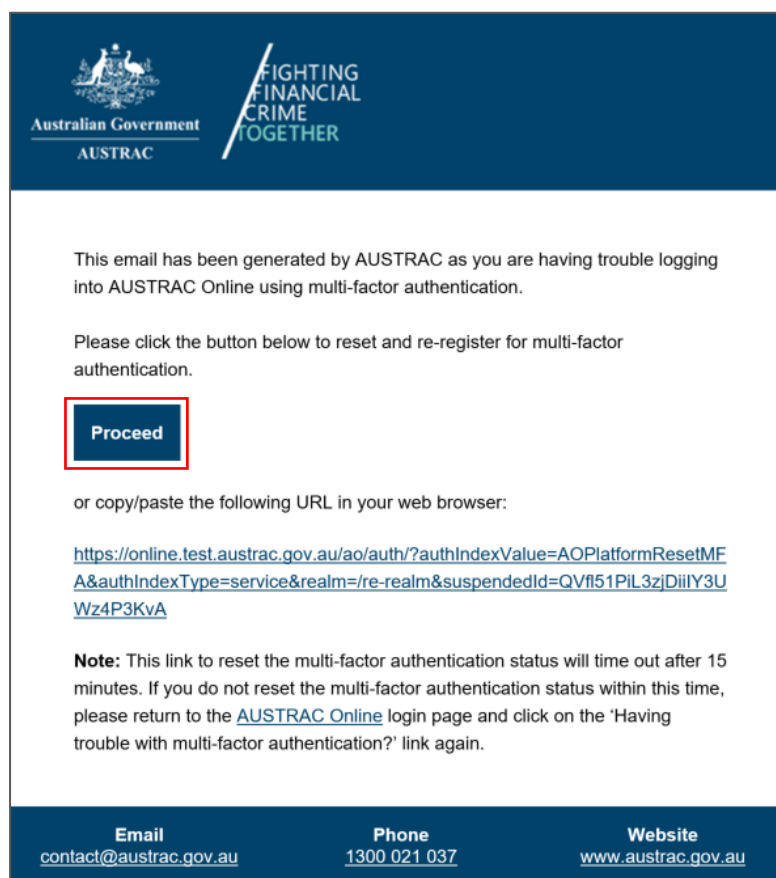 FIGHTING
FINANCIAL
CRIME
TOGETHER
Australian Government
AUSTRAC
This email has been generated by AUSTRAC as you are having trouble logging
into AUSTRAC Online using multi-factor authentication.
Please click the button below to reset and re-register for multi-factor
authentication.
Proceed
or copy/paste the following URL in your web browser:
https://online.test.austrac.gov.au/ao/auth/?authIndexValue=AOPlatformResetMF
A&authIndexType=service&realm=/re-realm&suspendedId=QVfl51PiL3zjDiiIY3U
Wz4P3KvA
Note: This link to reset the multi-factor authentication status will time out after 15
minutes. If you do not reset the multi-factor authentication status within this time,
please return to the AUSTRAC Online login page and click on the ‘Having
trouble with multi-factor authentication?’ link again.
Email Phone Website
contact@austrac.gov.au 1300 021 037 www.austrac.gov.au